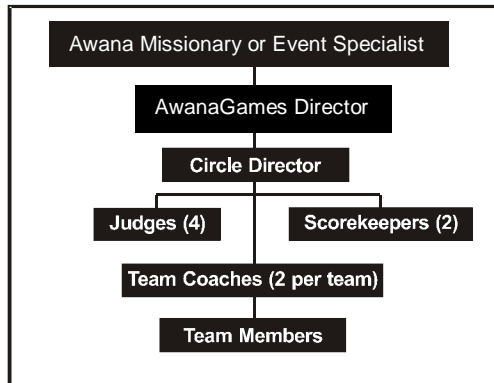 Awana Missionary or Event Specialist
AwanaGames Director
Circle Director
Judges (4)
Scorekeepers (2)
Team Coaches (2 per team)
Team Members